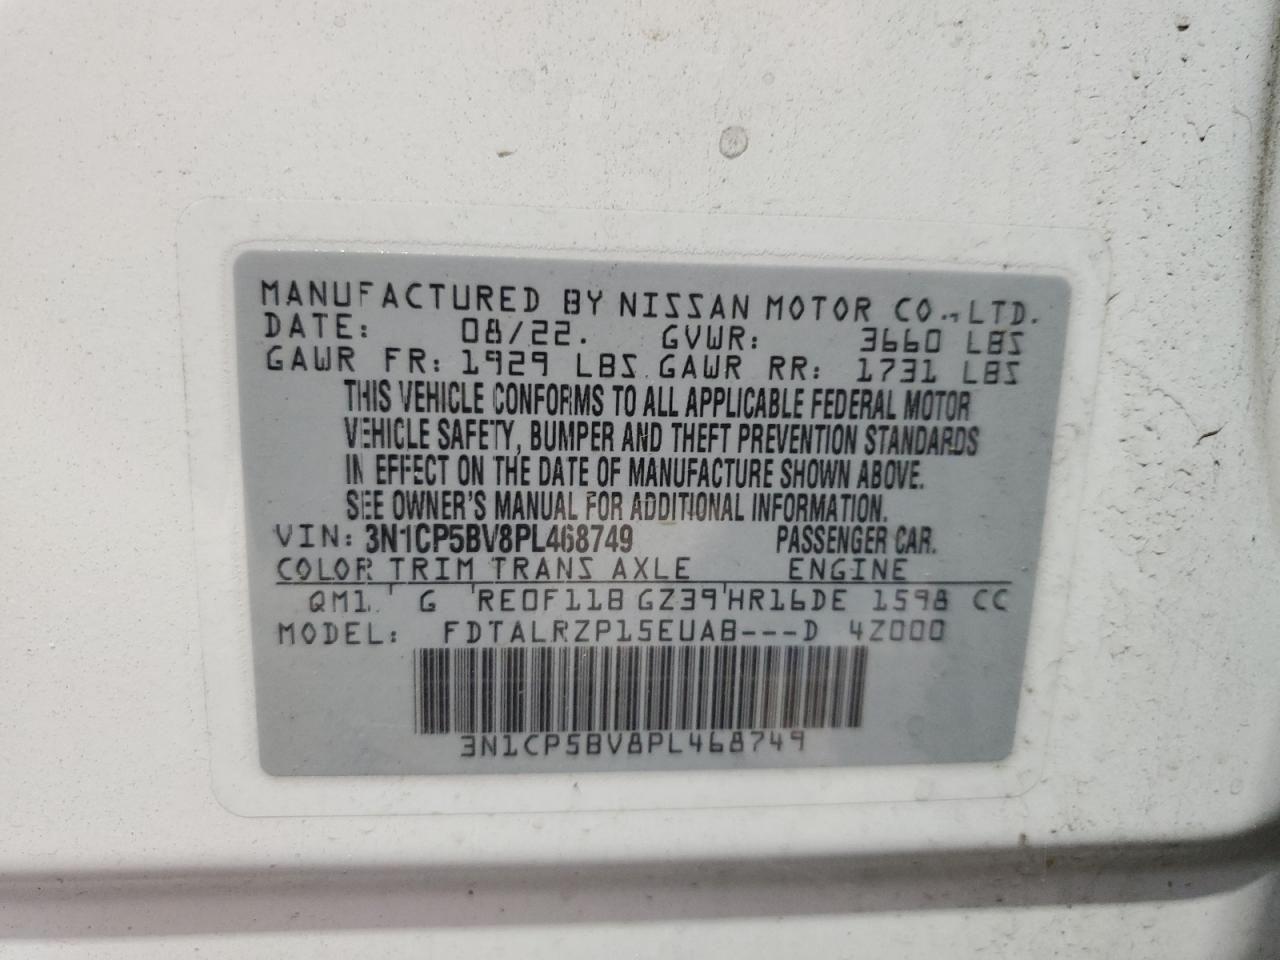 MANUFACTURED BY NISSAN MOTOR CO., LTD.
DATE: 08/22. GVWR: 3660 LBS
GAWR FR: 1929 LBS GAWR RR: 1731 LBS
THIS VEHICLE CONFORMS TO ALL APPLICABLE FEDERAL MOTOR
VEHICLE SAFETY, BUMPER AND THEFT PREVENTION STANDARDS
IN EFFECT ON THE DATE OF MANUFACTURE SHOWN ABOVE.
SEE OWNER'S MANUAL FOR ADDITIONAL INFORMATION.
VIN: 3N1CP5BV8PL468749 PASSENGER CAR.
COLOR TRIM TRANS AXLE ENGINE
QM1 G RE0F11B GZ39 HR16DE 1598 CC
MODEL: FDTALRZP15EUAB---D 4Z000
3N1CP5BV8PL468749